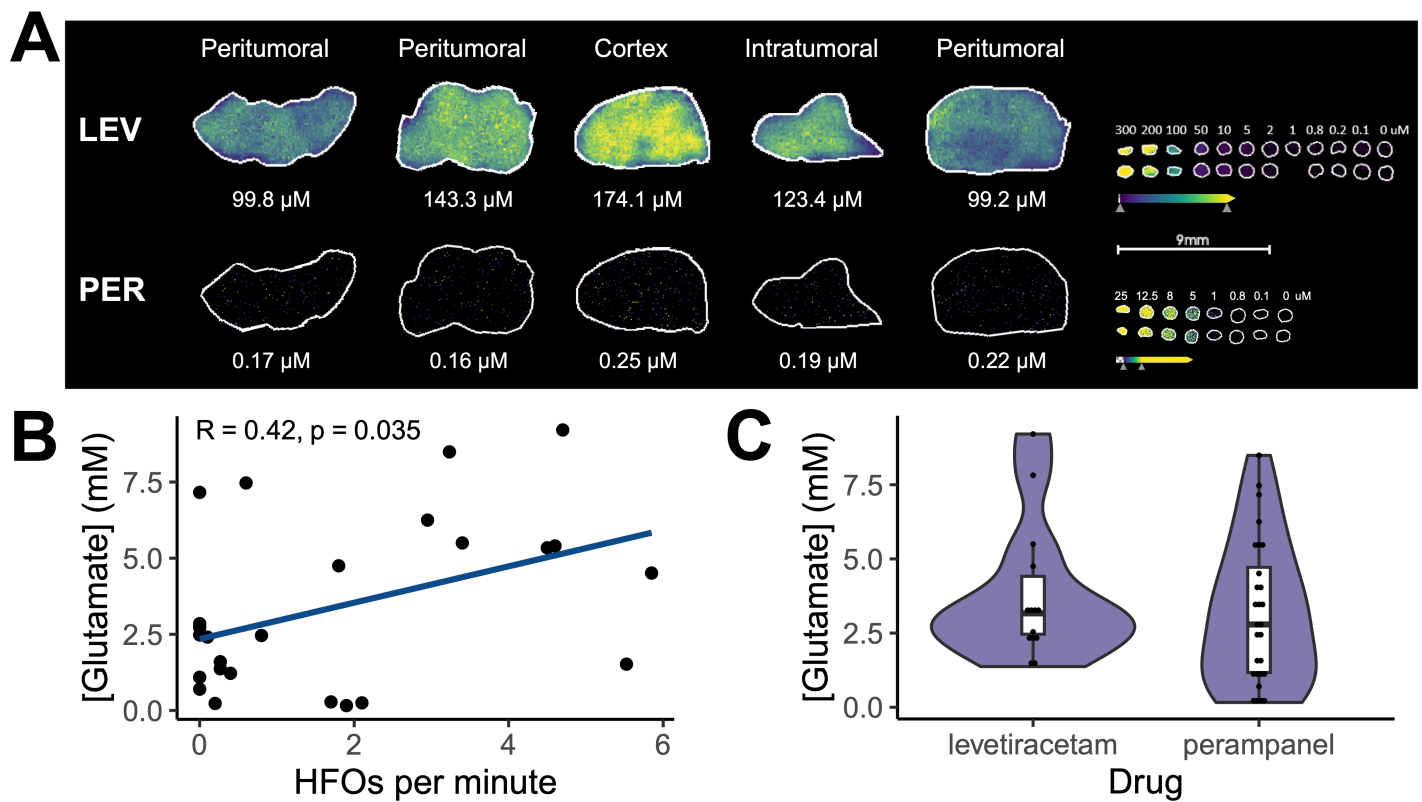 A
Peritumoral Peritumoral Cortex Intratumoral Peritumoral
LEV
300 200 100 50 10 5 2 1 0.8 0.2 0.1 0 uM
99.8 µM 143.3 µM 174.1 µM 123.4 µM 99.2 µM
9mm
PER
25 12.5 8 5 1 0.8 0.1 0 uM
0.17 µM 0.16 µM 0.25 µM 0.19 µM 0.22 µM
B
R = 0.42, p = 0.035
[Glutamate] (mM)
7.5
5.0
2.5
0.0
0 2 4 6
HFOs per minute
C
[Glutamate] (mM)
7.5
5.0
2.5
0.0
levetiracetam perampanel
Drug